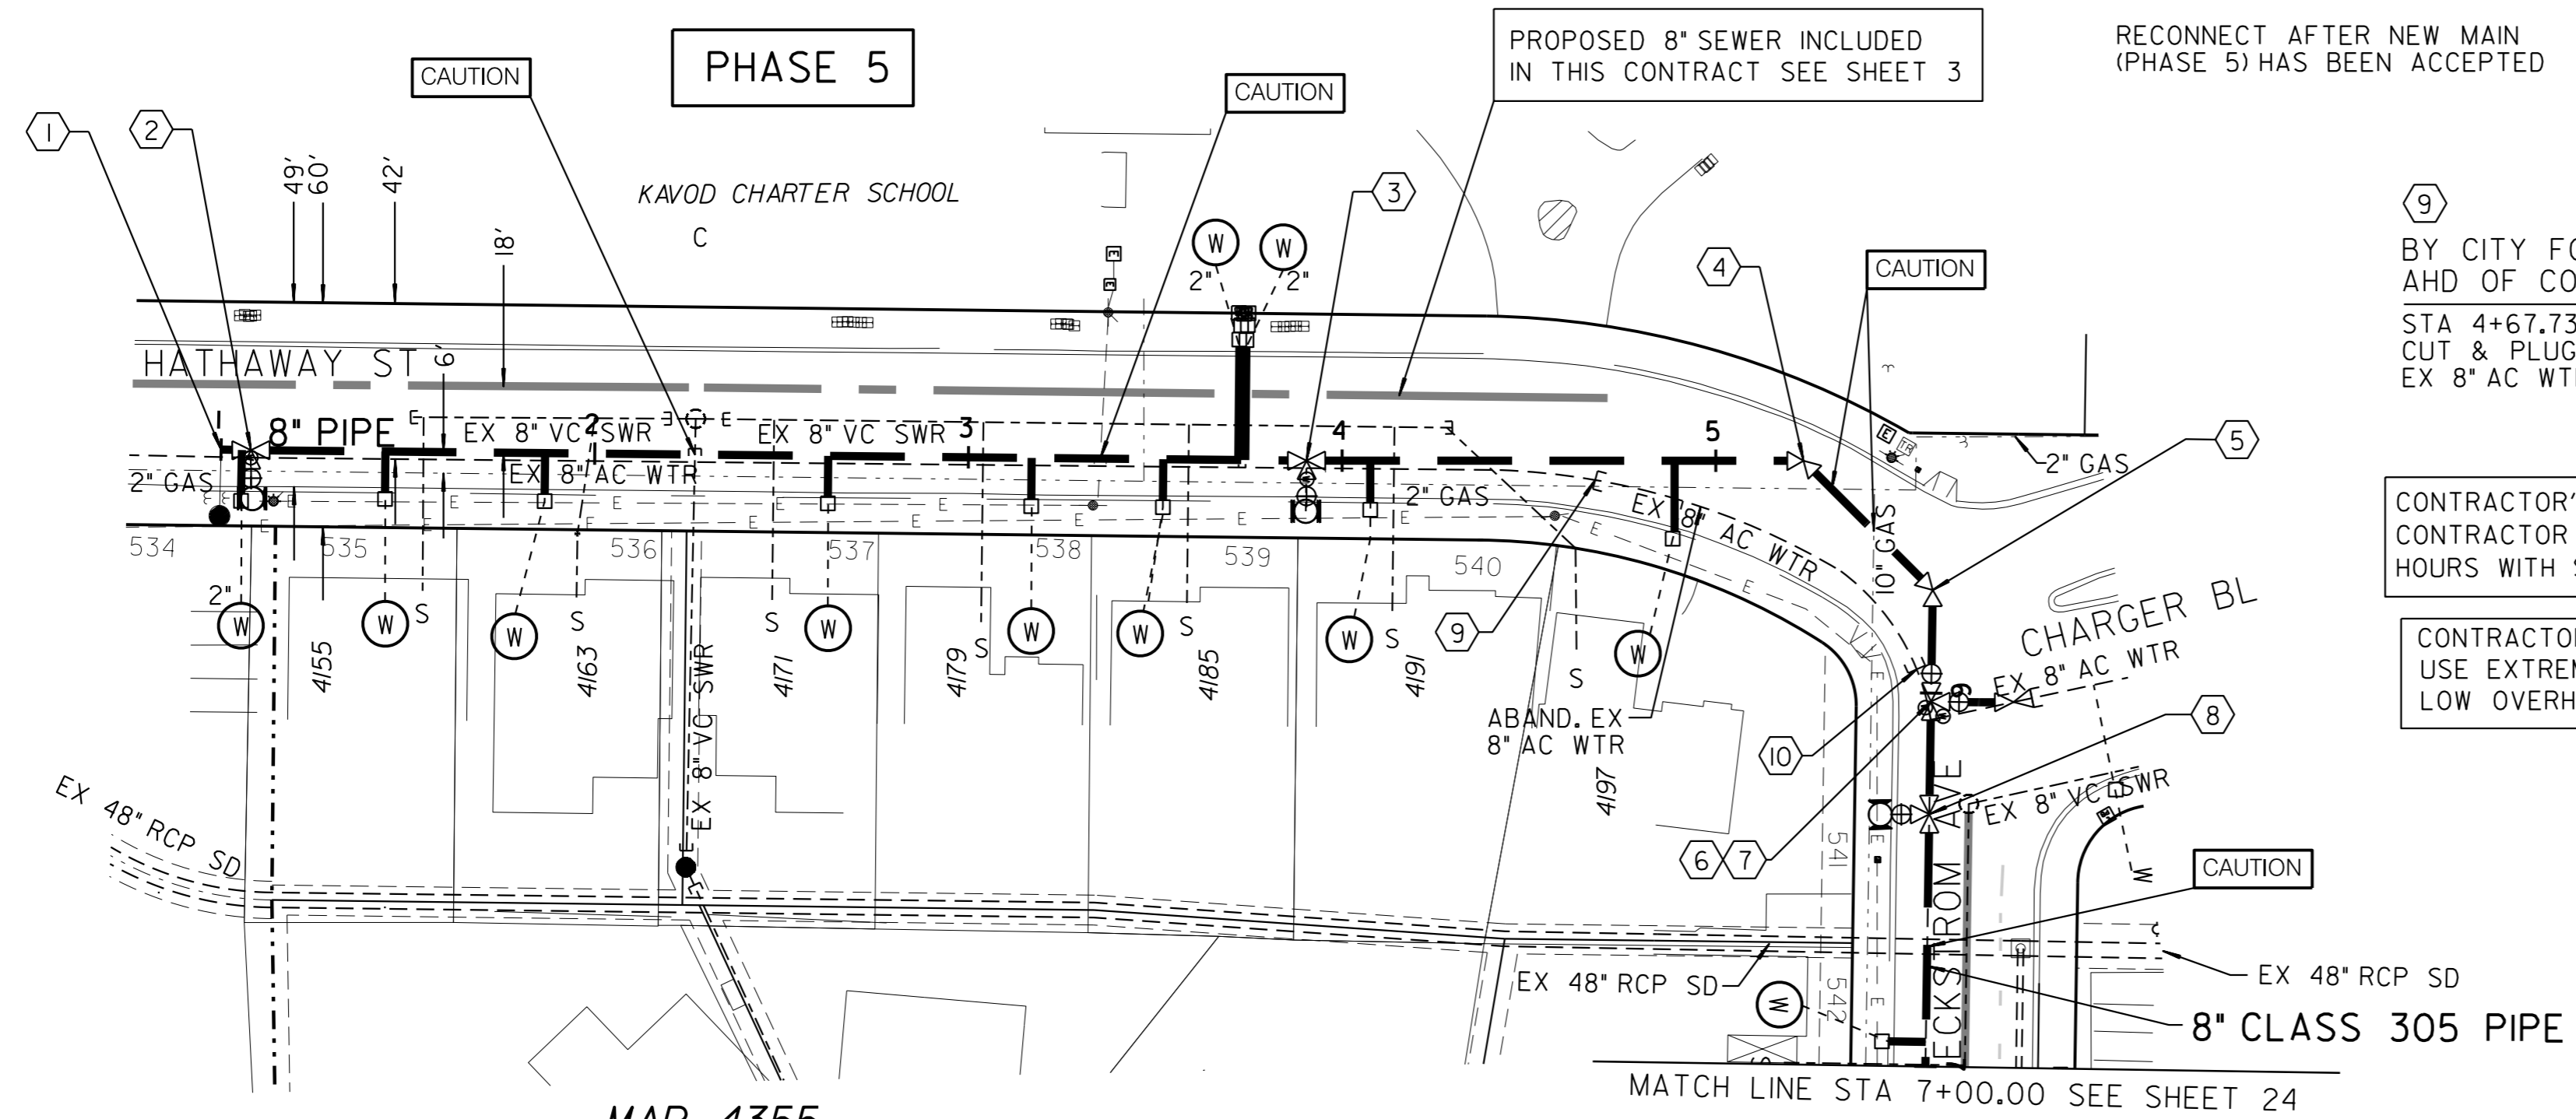 PHASE 5
CAUTION
CAUTION
PROPOSED 8" SEWER INCLUDED
IN THIS CONTRACT SEE SHEET 3
RECONNECT AFTER NEW MAIN
(PHASE 5) HAS BEEN ACCEPTED
1
2
49'
60'
42'
18'
KAVOD CHARTER SCHOOL
C
W
W
2"
2"
3
4
CAUTION
9
BY CITY FO
AHD OF CO
STA 4+67.73
CUT & PLUG
EX 8" AC WT
HATHAWAY ST
6'
8" PIPE
1
EX 8" VC SWR
2
EX 8" VC SWR
3
4
5
E
TR
2" GAS
5
2" GAS
EX 8" AC WTR
2" GAS
EX 8" AC WTR
10" GAS
CONTRACTOR'
CONTRACTOR
HOURS WITH
534
535
536
537
538
539
540
2"
W
W
S
W
S
S
W
S
W
W
S
W
S
9
S
W
4155
4163
EX 8" VC SWR
4171
4179
4185
4191
4197
ABAND. EX
8" AC WTR
CHARGER BL
EX 8" AC WTR
6
CONTRACTO
USE EXTREM
LOW OVERH
8
10
6
7
EX 8" VC SWR
541
W
CAUTION
EX 48" RCP SD
EX 48" RCP SD
EX 48" RCP SD
542
W
ECKSTROM AVE
8" CLASS 305 PIPE
MATCH LINE STA 7+00.00 SEE SHEET 24
MAP 4355